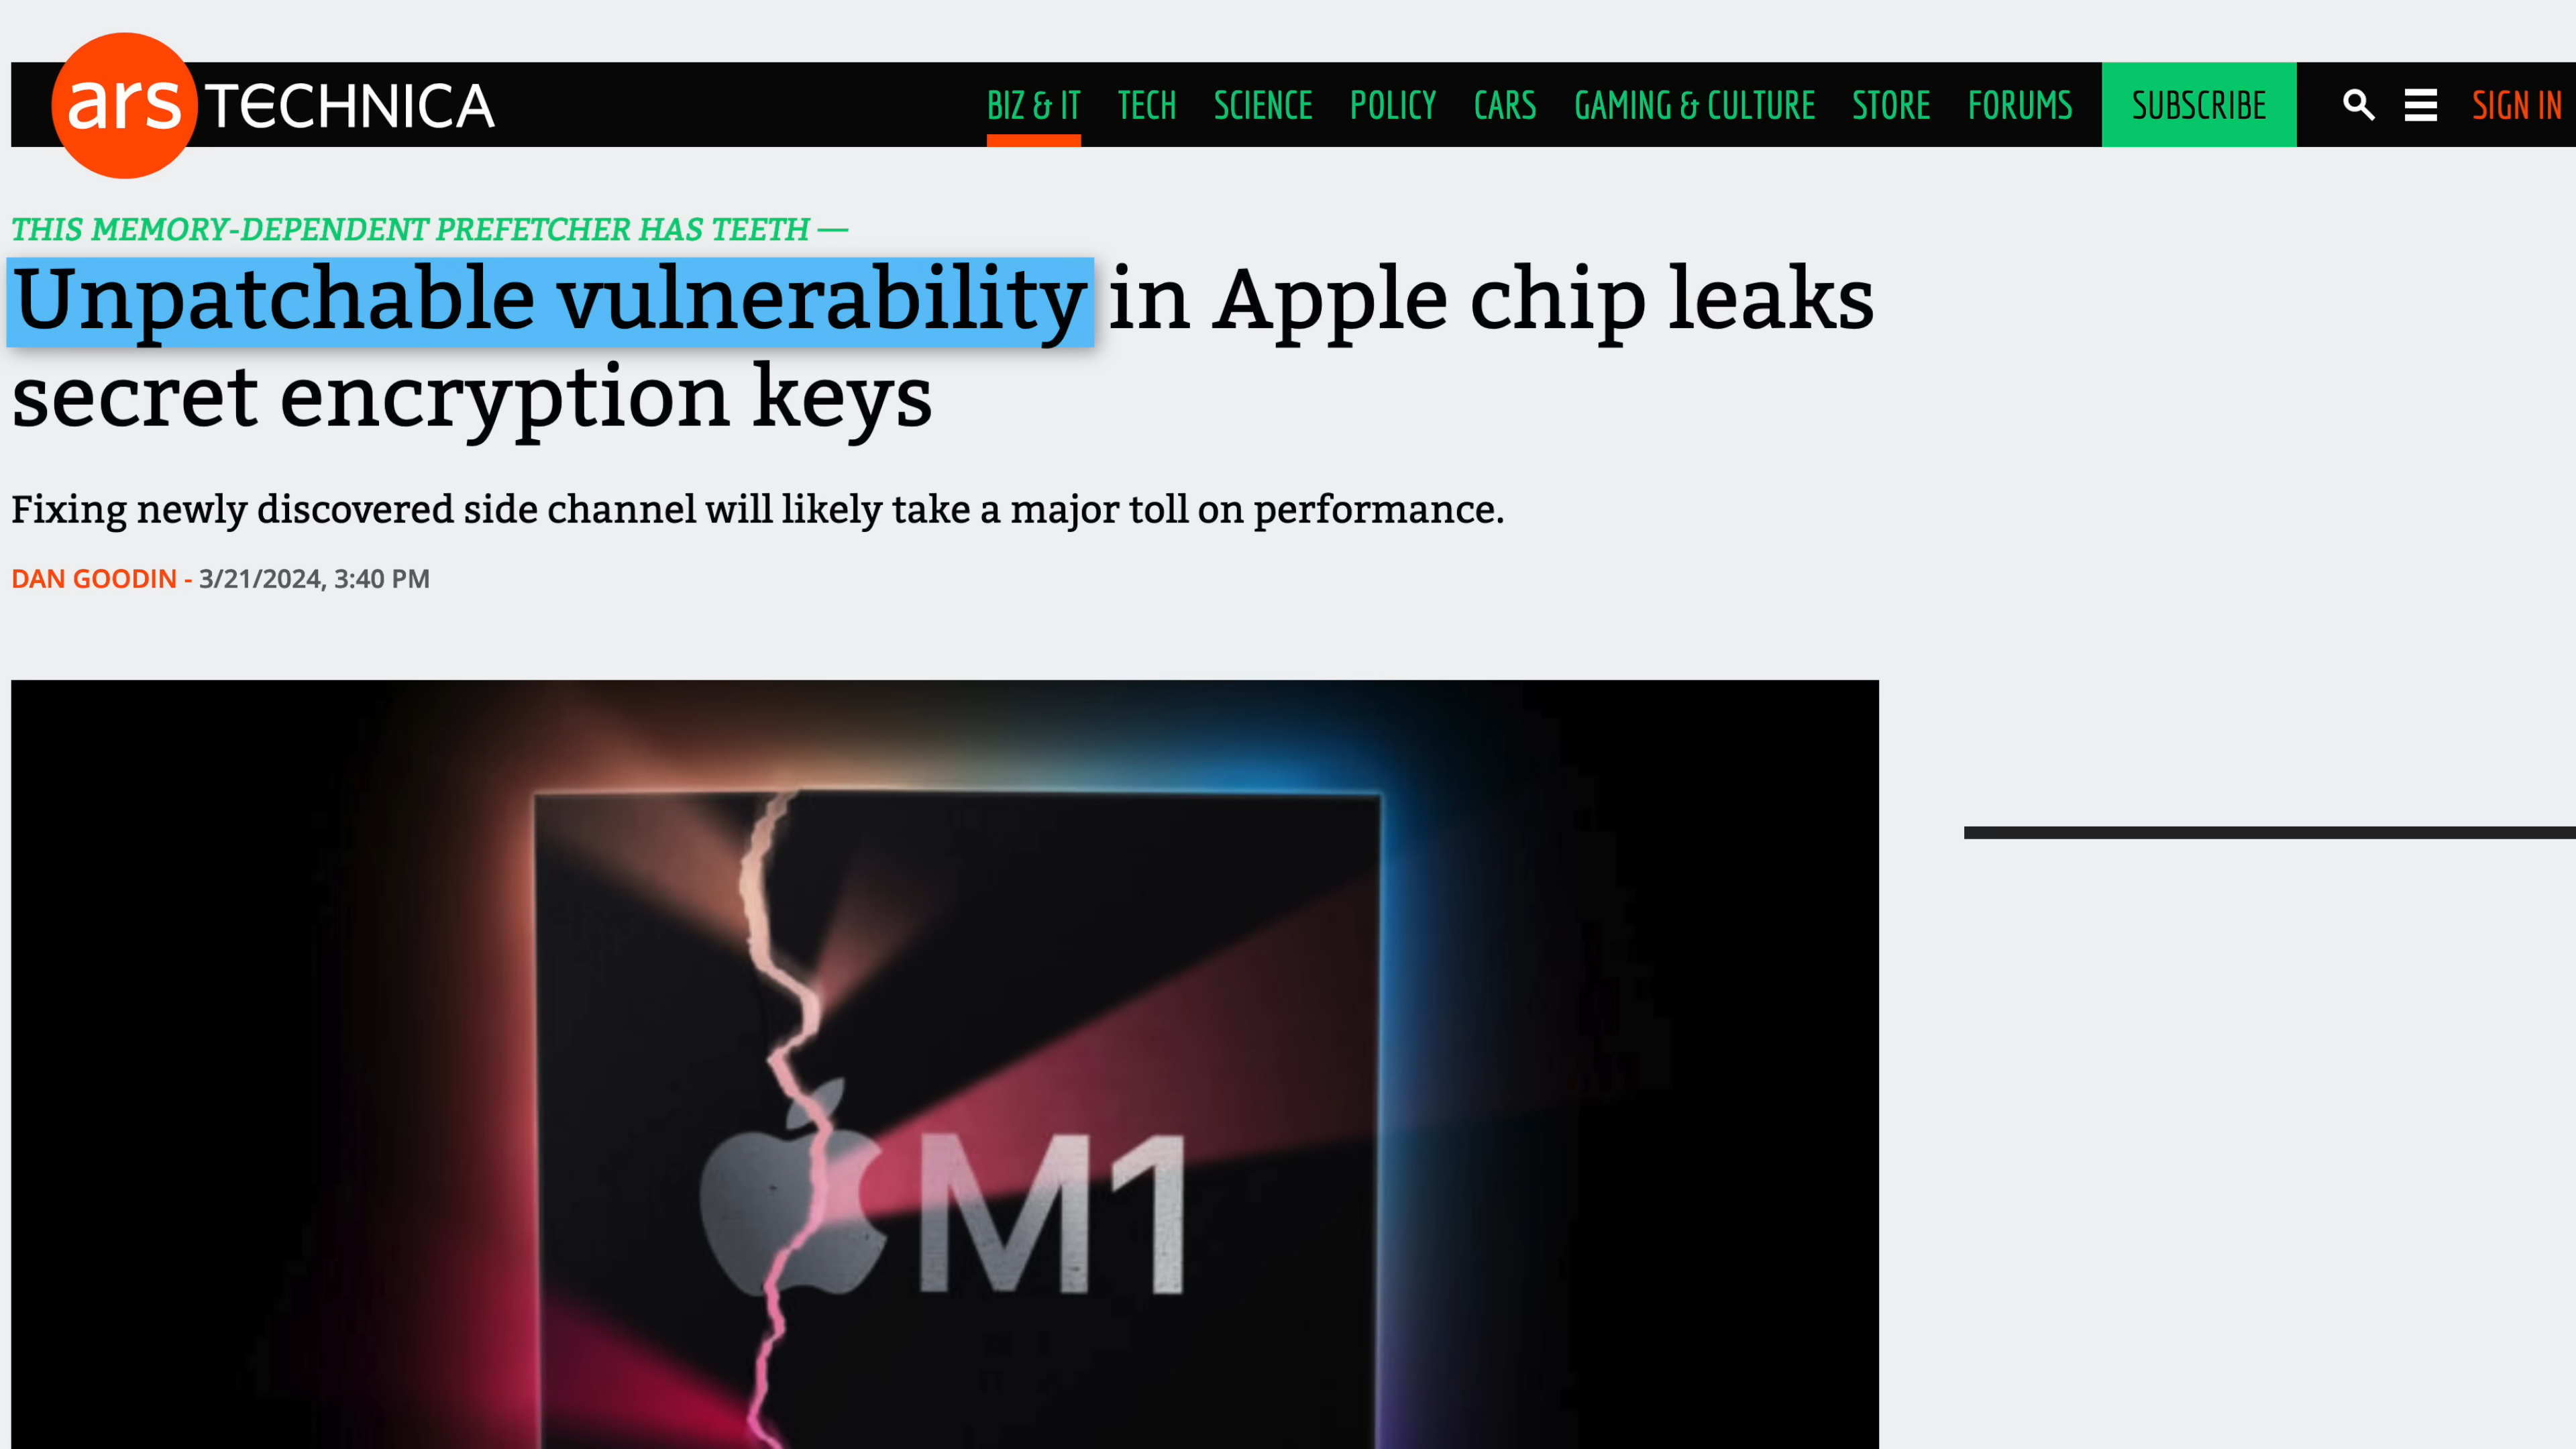 ars TECHNICA
BIZ & IT TECH SCIENCE POLICY CARS GAMING & CULTURE STORE FORUMS SUBSCRIBE SIGN IN
THIS MEMORY-DEPENDENT PREFETCHER HAS TEETH —
Unpatchable vulnerability in Apple chip leaks
secret encryption keys
Fixing newly discovered side channel will likely take a major toll on performance.
DAN GOODIN - 3/21/2024, 3:40 PM
M1